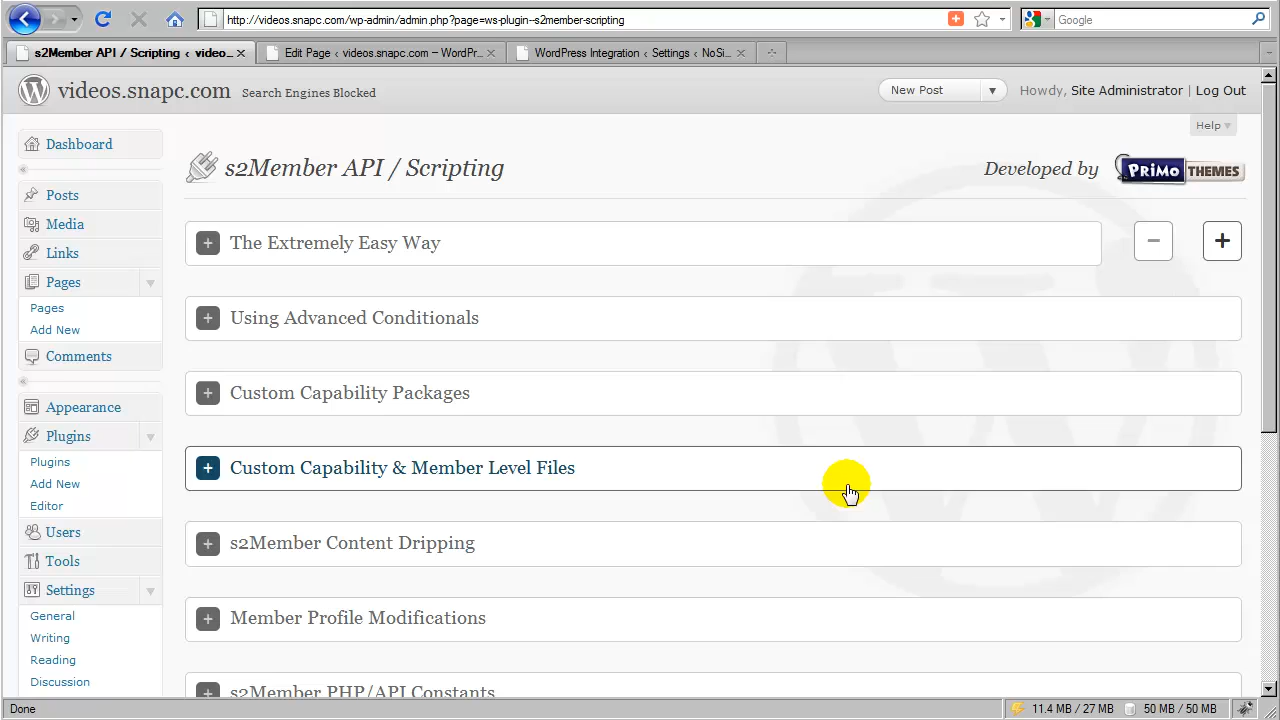 http://videos.snapc.com/wp-admin/admin.php?page=ws-plugin--s2member-scripting
Google
s2Member API / Scripting ‹ video...
Edit Page ‹ videos.snapc.com — WordPr...
WordPress Integration ‹ Settings ‹ NoSi...
videos.snapc.com
Search Engines Blocked
New Post
Howdy, Site Administrator | Log Out
Help
Dashboard
Posts
Media
Links
Pages
Pages
Add New
Comments
Appearance
Plugins
Plugins
Add New
Editor
Users
Tools
Settings
General
Writing
Reading
Discussion
s2Member API / Scripting
Developed by PRiMO THEMES
The Extremely Easy Way
Using Advanced Conditionals
Custom Capability Packages
Custom Capability & Member Level Files
s2Member Content Dripping
Member Profile Modifications
s2Member PHP/API Constants
Done
11.4 MB / 27 MB
50 MB / 50 MB